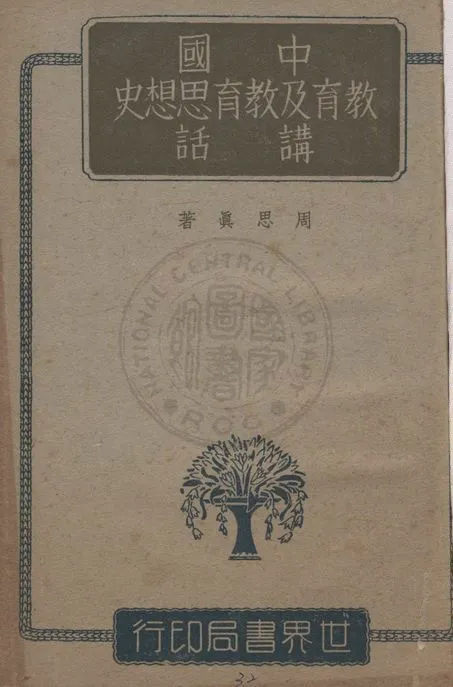 中國
教育及教育思想史
講話
周思眞著
NATIONAL CENTRAL LIBRARY
國家
圖書
館
ROC
世界書局印行
32